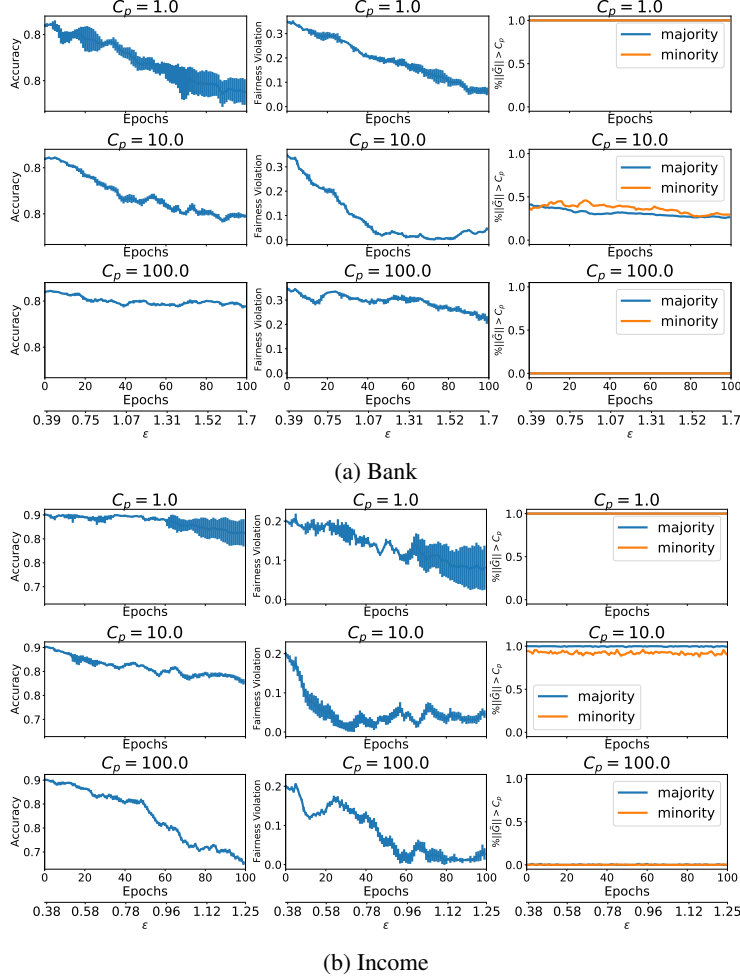 C_p = 1.0 C_p = 1.0 C_p = 1.0
Accuracy 0.8 0.8
Fairness Violation 0.3 0.2 0.1 0.0
%||G̃|| > C_p 1.0 0.5 0.0
majority
minority
Epochs Epochs Epochs
C_p = 10.0 C_p = 10.0 C_p = 10.0
Accuracy 0.8 0.8
Fairness Violation 0.3 0.2 0.1 0.0
%||G̃|| > C_p 1.0 0.5 0.0
majority
minority
Epochs Epochs Epochs
C_p = 100.0 C_p = 100.0 C_p = 100.0
Accuracy 0.8 0.8
Fairness Violation 0.3 0.2 0.1 0.0
%||G̃|| > C_p 1.0 0.5 0.0
majority
minority
0 20 40 60 80 100 0 20 40 60 80 100 0 20 40 60 80 100
Epochs Epochs Epochs
0.39 0.75 1.07 1.31 1.52 1.7 0.39 0.75 1.07 1.31 1.52 1.7 0.39 0.75 1.07 1.31 1.52 1.7
ε ε ε
(a) Bank
C_p = 1.0 C_p = 1.0 C_p = 1.0
Accuracy 0.9 0.8 0.8 0.7
Fairness Violation 0.2 0.1 0.0
%||G̃|| > C_p 1.0 0.5 0.0
majority
minority
Epochs Epochs Epochs
C_p = 10.0 C_p = 10.0 C_p = 10.0
Accuracy 0.9 0.8 0.8 0.7
Fairness Violation 0.2 0.1 0.0
%||G̃|| > C_p 1.0 0.5 0.0
majority
minority
Epochs Epochs Epochs
C_p = 100.0 C_p = 100.0 C_p = 100.0
Accuracy 0.9 0.8 0.8 0.7
Fairness Violation 0.2 0.1 0.0
%||G̃|| > C_p 1.0 0.5 0.0
majority
minority
0 20 40 60 80 100 0 20 40 60 80 100 0 20 40 60 80 100
Epochs Epochs Epochs
0.38 0.58 0.78 0.96 1.12 1.25 0.38 0.58 0.78 0.96 1.12 1.25 0.38 0.58 0.78 0.96 1.12 1.25
ε ε ε
(b) Income